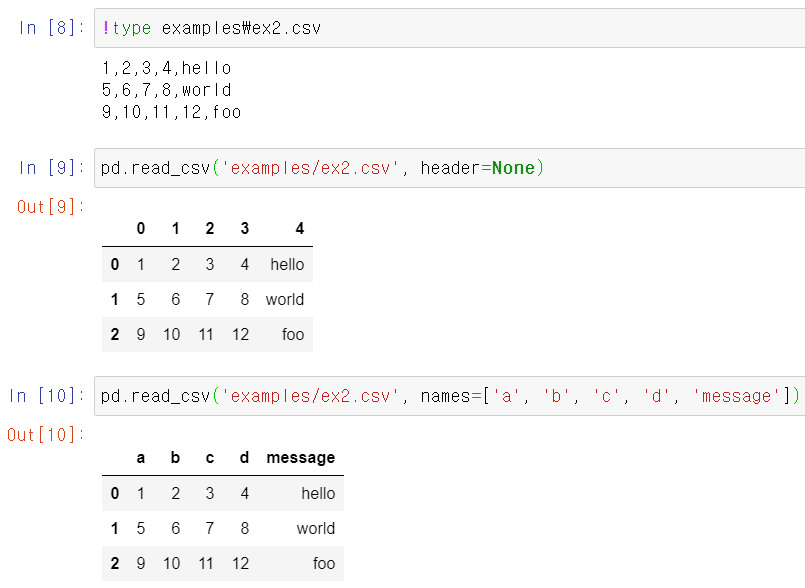 In [8]: !type examples₩ex2.csv
1,2,3,4,hello
5,6,7,8,world
9,10,11,12,foo
In [9]: pd.read_csv('examples/ex2.csv', header=None)
Out[9]:
0 1 2 3 4
0 1 2 3 4 hello
1 5 6 7 8 world
2 9 10 11 12 foo
In [10]: pd.read_csv('examples/ex2.csv', names=['a', 'b', 'c', 'd', 'message'])
Out[10]:
a b c d message
0 1 2 3 4 hello
1 5 6 7 8 world
2 9 10 11 12 foo